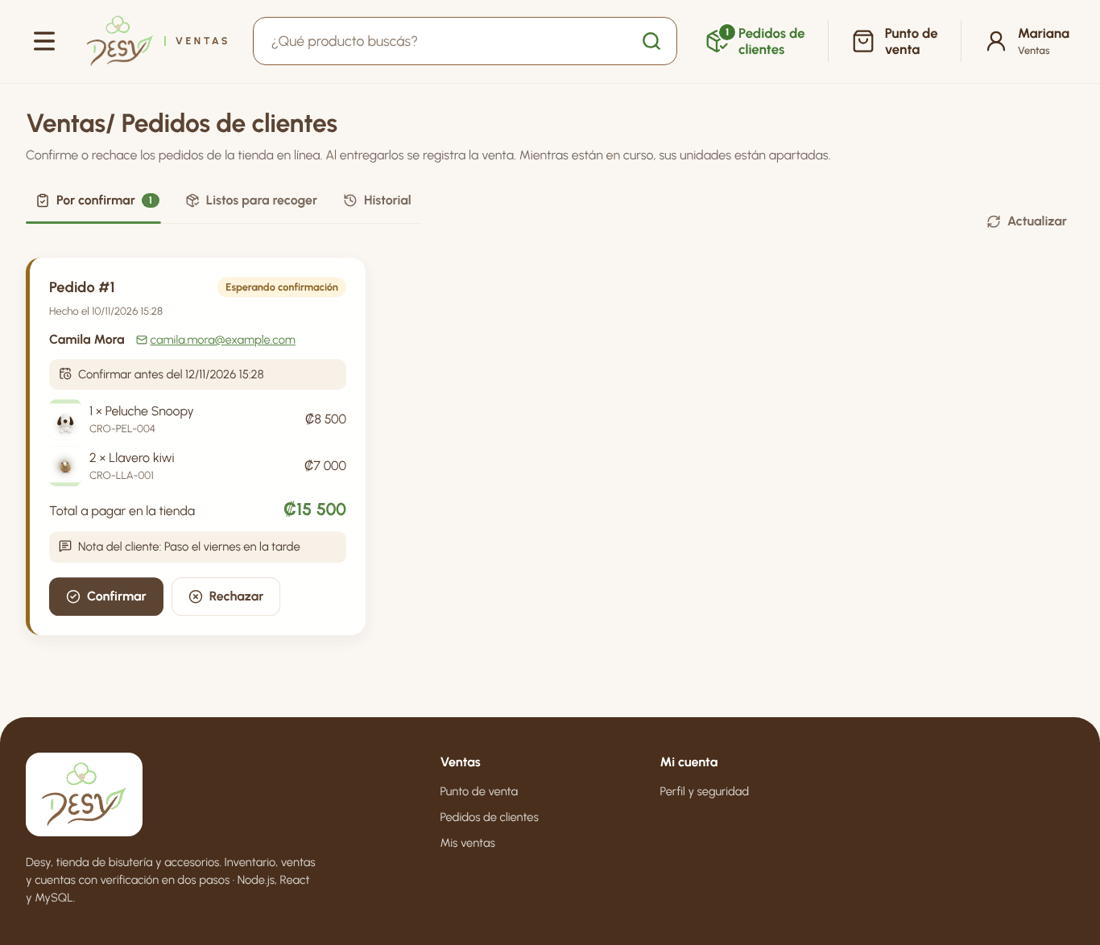 DESY
VENTAS
¿Qué producto buscás?
1
Pedidos de
clientes
Punto de
venta
Mariana
Ventas
Ventas/ Pedidos de clientes
Confirme o rechace los pedidos de la tienda en línea. Al entregarlos se registra la venta. Mientras están en curso, sus unidades están apartadas.
Por confirmar 1
Listos para recoger
Historial
Actualizar
Pedido #1
Esperando confirmación
Hecho el 10/11/2026 15:28
Camila Mora camila.mora@example.com
Confirmar antes del 12/11/2026 15:28
1 × Peluche Snoopy
CRO-PEL-004
₡8 500
2 × Llavero kiwi
CRO-LLA-001
₡7 000
Total a pagar en la tienda ₡15 500
Nota del cliente: Paso el viernes en la tarde
Confirmar
Rechazar
DESY
Desy, tienda de bisutería y accesorios. Inventario, ventas
y cuentas con verificación en dos pasos · Node.js, React
y MySQL.
Ventas
Punto de venta
Pedidos de clientes
Mis ventas
Mi cuenta
Perfil y seguridad